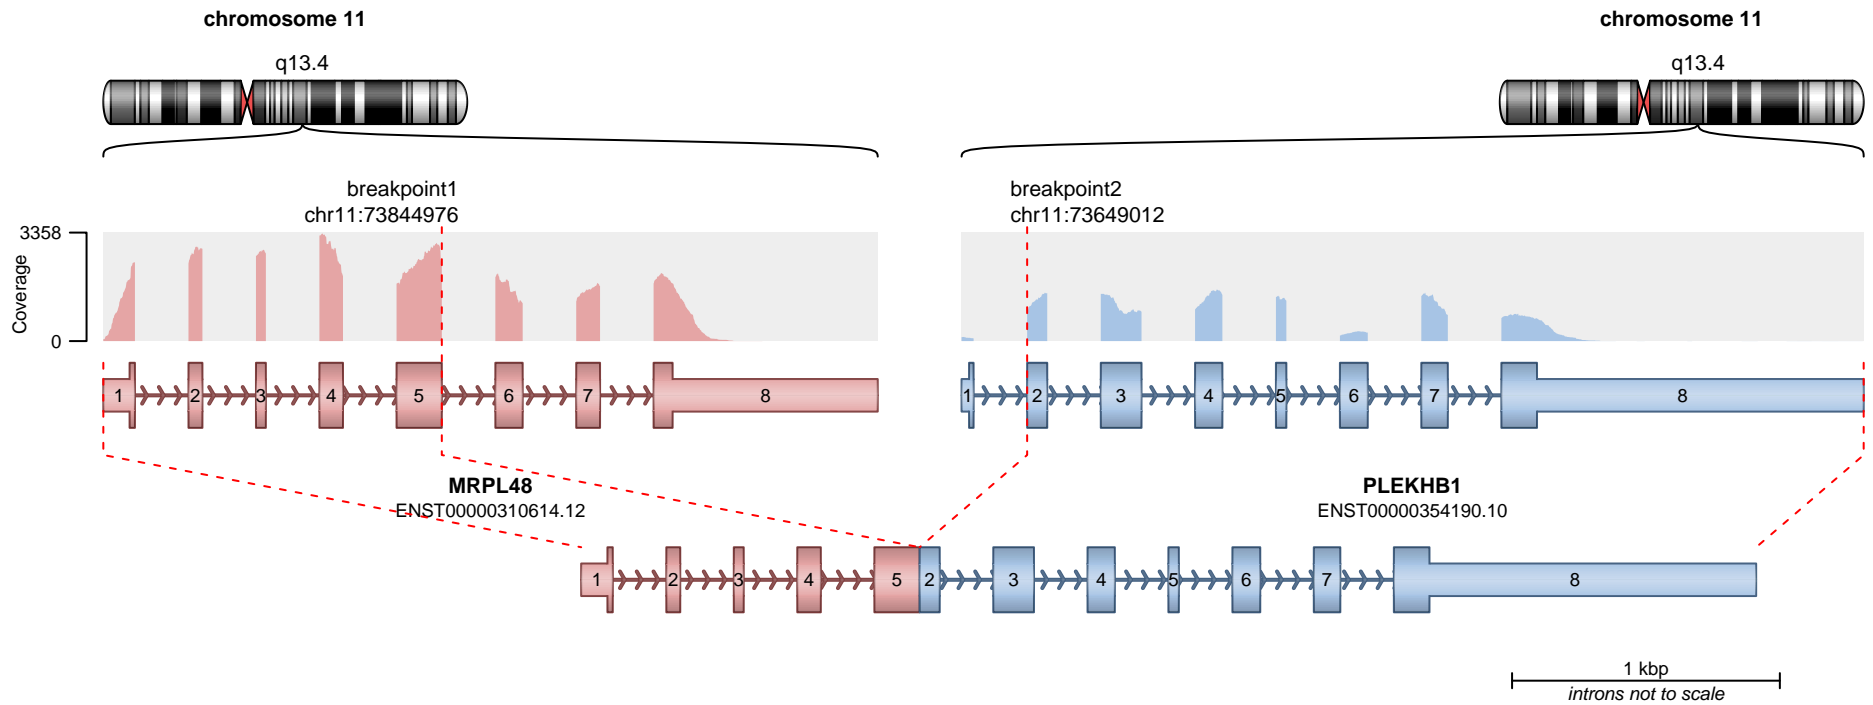 chromosome 11
chromosome 11
q13.4
q13.4
breakpoint1
chr11:73844976
breakpoint2
chr11:73649012
3358
Coverage
0
1 2 3 4 5 6 7 8
1 2 3 4 5 6 7 8
MRPL48
ENST00000310614.12
PLEKHB1
ENST00000354190.10
1 2 3 4 5 2 3 4 5 6 7 8
1 kbp
introns not to scale